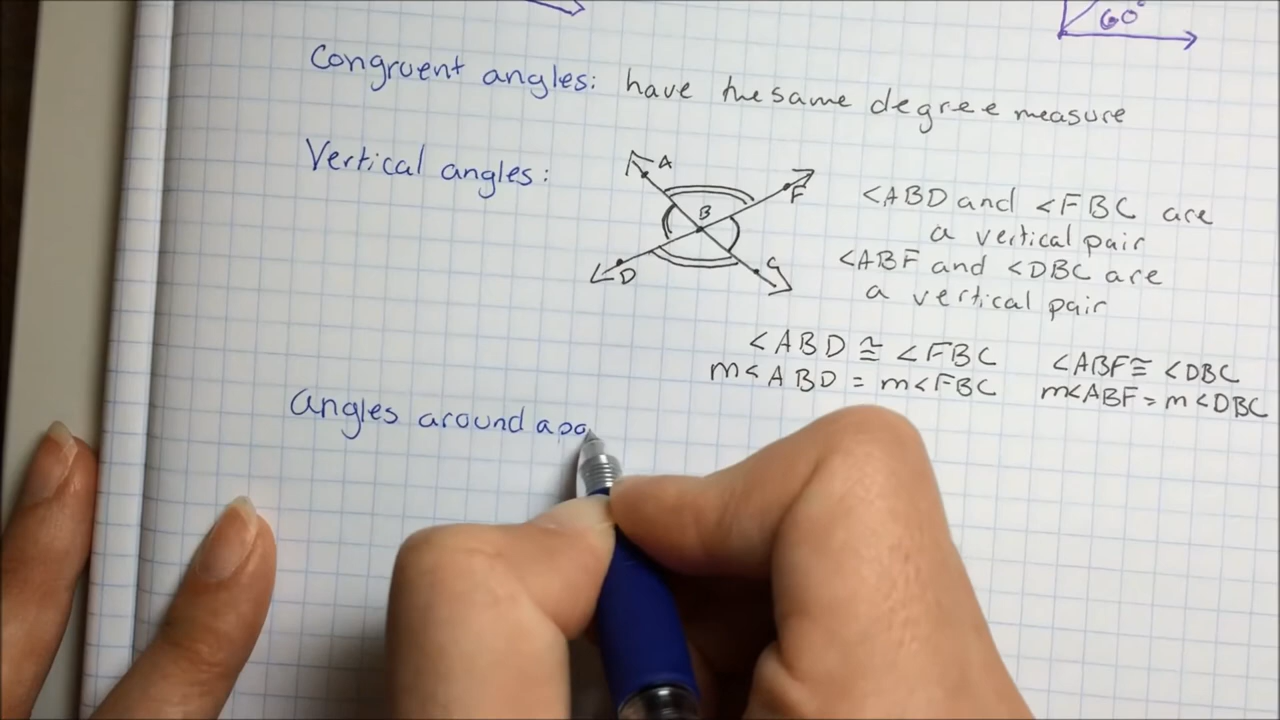 60°
Congruent angles: have the same degree measure
Vertical angles:
A
F
B
D
C
<ABD and <FBC are
a vertical pair
<ABF and <DBC are
a vertical pair
<ABD ≅ <FBC
<ABF ≅ <DBC
m<ABD = m<FBC
m<ABF = m<DBC
Angles around a po